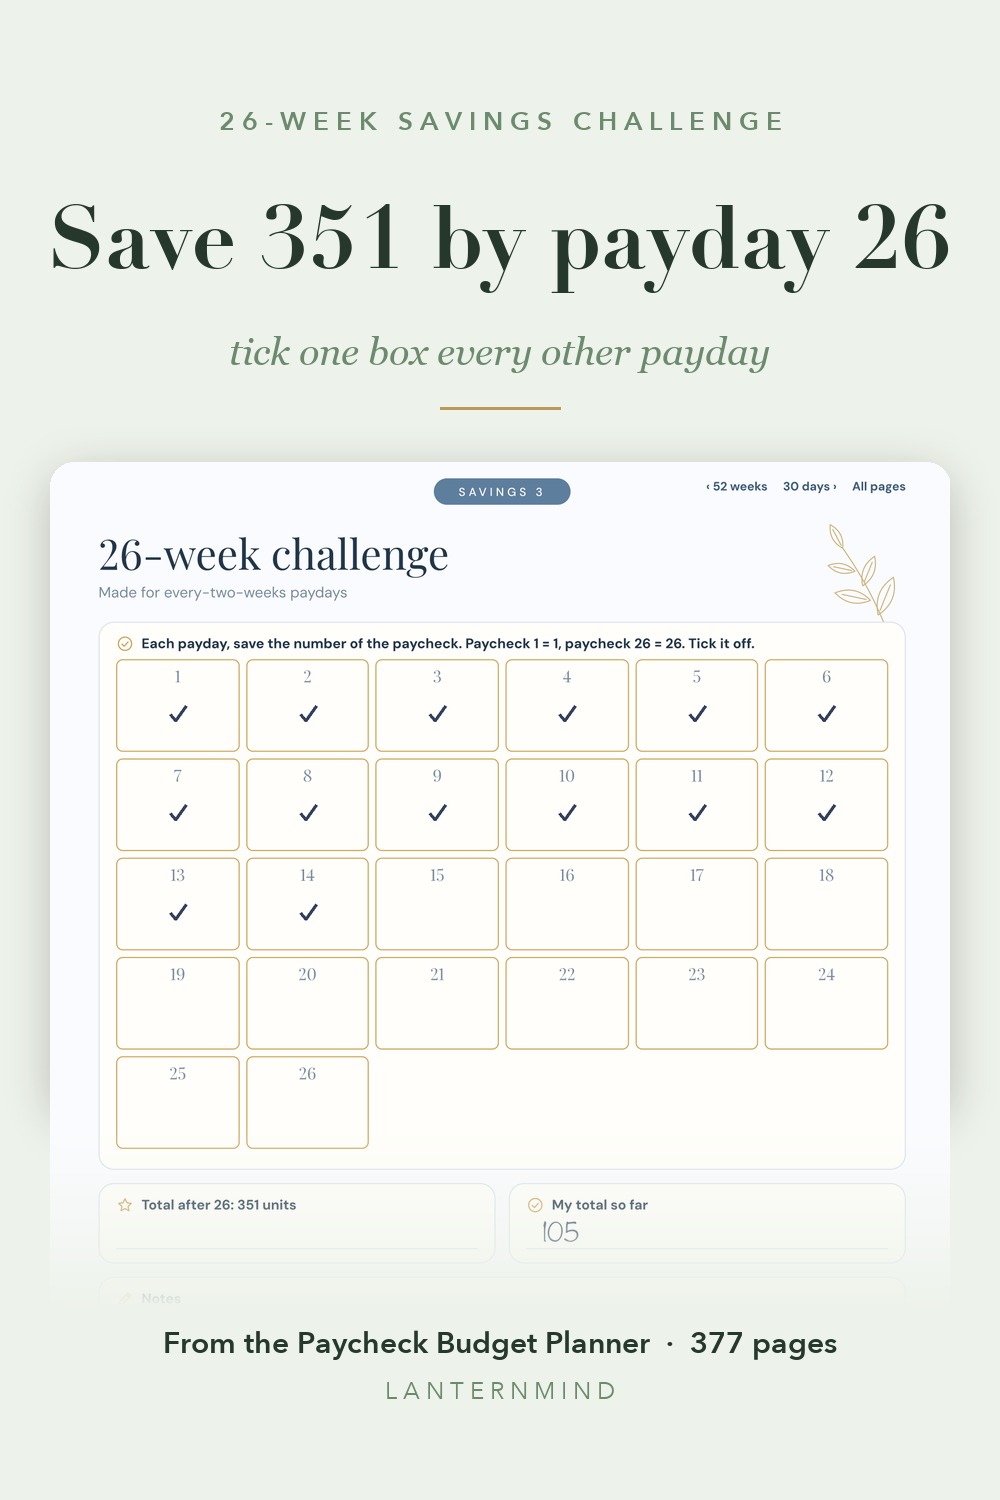 26-WEEK SAVINGS CHALLENGE
Save 351 by payday 26
tick one box every other payday
SAVINGS 3
‹ 52 weeks 30 days › All pages
26-week challenge
Made for every-two-weeks paydays
Each payday, save the number of the paycheck. Paycheck 1 = 1, paycheck 26 = 26. Tick it off.
1 2 3 4 5 6
7 8 9 10 11 12
13 14 15 16 17 18
19 20 21 22 23 24
25 26
Total after 26: 351 units
My total so far
105
Notes
From the Paycheck Budget Planner · 377 pages
LANTERNMIND